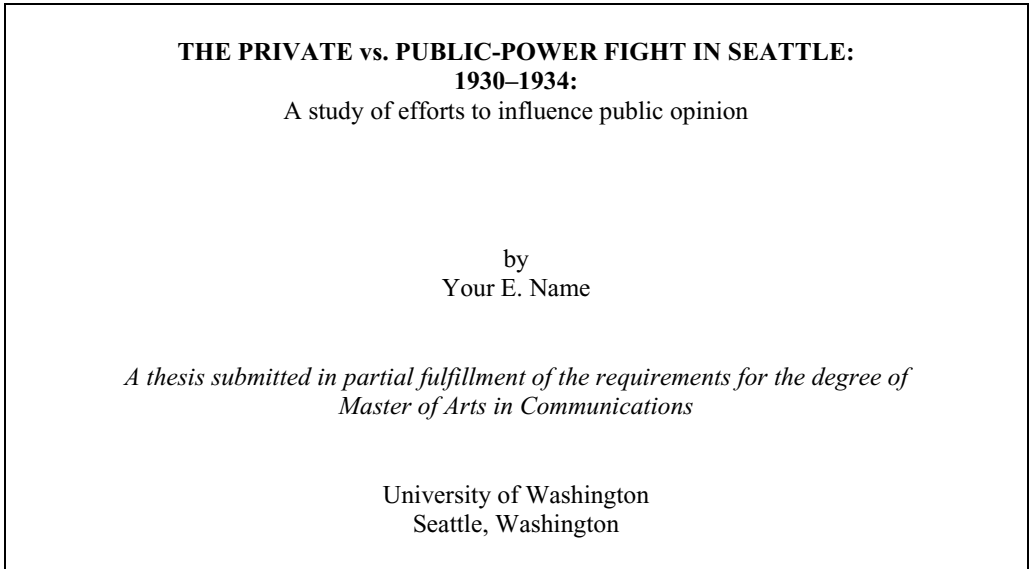 THE PRIVATE vs. PUBLIC-POWER FIGHT IN SEATTLE:
1930–1934:
A study of efforts to influence public opinion
by
Your E. Name
A thesis submitted in partial fulfillment of the requirements for the degree of
Master of Arts in Communications
University of Washington
Seattle, Washington